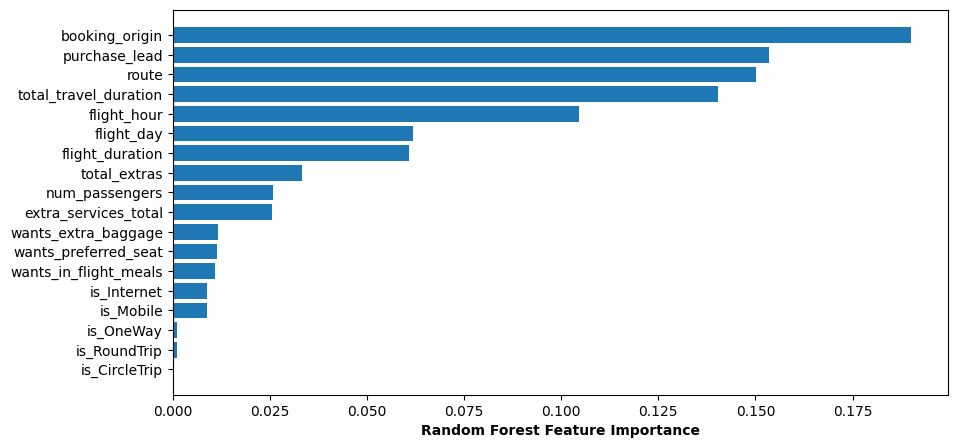 booking_origin
purchase_lead
route
total_travel_duration
flight_hour
flight_day
flight_duration
total_extras
num_passengers
extra_services_total
wants_extra_baggage
wants_preferred_seat
wants_in_flight_meals
is_Internet
is_Mobile
is_OneWay
is_RoundTrip
is_CircleTrip
0.000 0.025 0.050 0.075 0.100 0.125 0.150 0.175
Random Forest Feature Importance